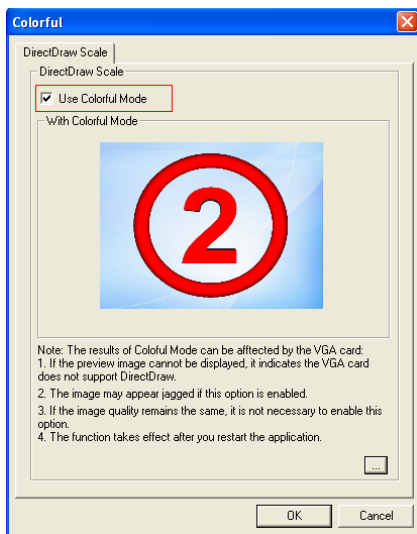 Colorful
DirectDraw Scale
DirectDraw Scale
Use Colorful Mode
With Colorful Mode
2
Note: The results of Coloful Mode can be afftected by the VGA card:
1. If the preview image cannot be displayed, it indicates the VGA card
does not support DirectDraw.
2. The image may appear jagged if this option is enabled.
3. If the image quality remains the same, it is not necessary to enable this
option.
4. The function takes effect after you restart the application.
...
OK Cancel